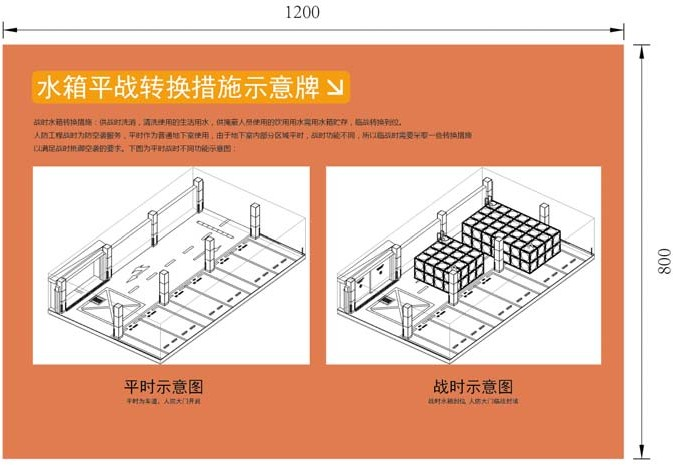 1200
水箱平战转换措施示意牌
战时水箱转换措施：供战时洗消，清洗使用的生活用水，供掩蔽人员使用的饮用用水需用水箱贮存，临战转换到位。
人防工程战时为防空袭服务，平时作为普通地下室使用，由于地下室内部分区域平时，战时功能不同，所以临战时需要采取一些转换措施
以满足战时抵御空袭的要求。下图为平时战时不同功能示意图：
800
平时示意图
战时示意图
平时为车道，人防大门开启
战时水箱到位，人防大门临战封堵